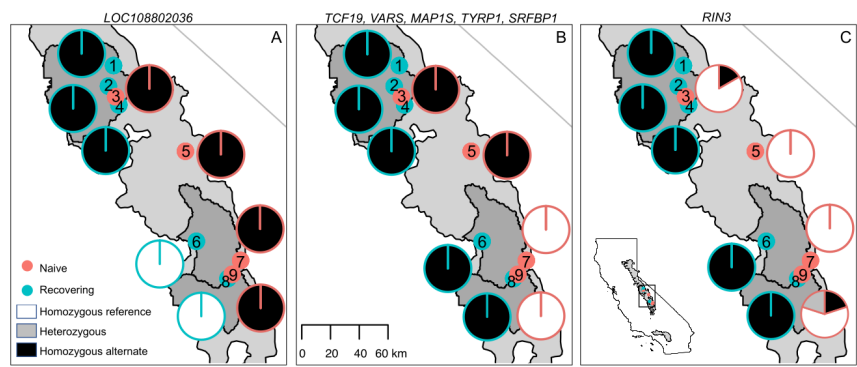 LOC108802036
A
1
2
3
4
5
6
7
9
8
Naive
Recovering
Homozygous reference
Heterozygous
Homozygous alternate
TCF19, VARS, MAP1S, TYRP1, SRFBP1
B
1
2
3
4
5
6
7
9
8
0 20 40 60 km
RIN3
C
1
2
3
4
5
6
7
9
8